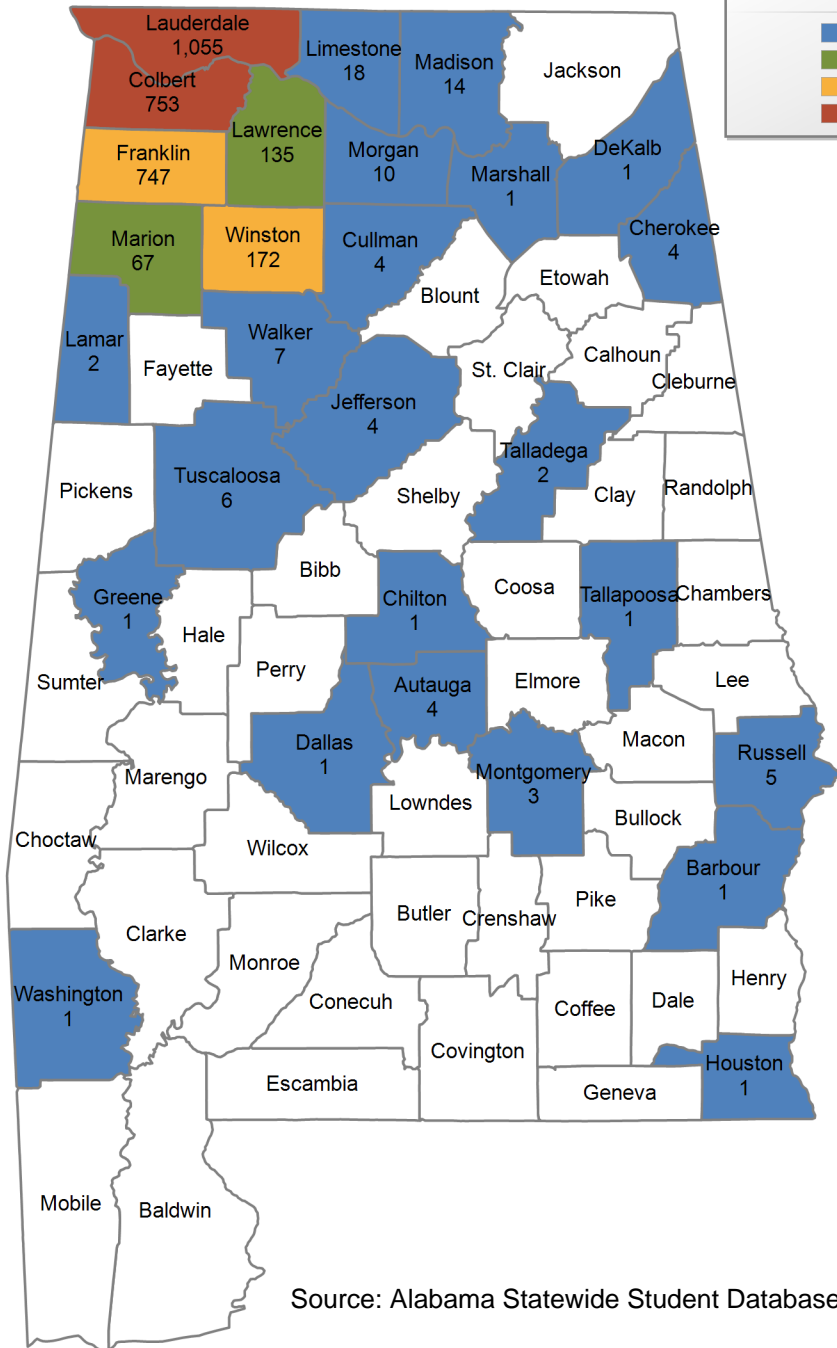 Lauderdale
1,055
Limestone
18
Madison
14
Jackson
Colbert
753
Lawrence
135
Franklin
747
Morgan
10
Marshall
1
DeKalb
1
Cherokee
4
Marion
67
Winston
172
Cullman
4
Blount
Etowah
Lamar
2
Fayette
Walker
7
St. Clair
Calhoun
Cleburne
Jefferson
4
Talladega
2
Pickens
Tuscaloosa
6
Shelby
Clay
Randolph
Bibb
Coosa
Greene
1
Hale
Chilton
1
Tallapoosa
1
Chambers
Sumter
Perry
Autauga
4
Elmore
Lee
Dallas
1
Macon
Russell
5
Marengo
Montgomery
3
Lowndes
Bullock
Choctaw
Wilcox
Barbour
1
Clarke
Butler
Crenshaw
Pike
Monroe
Henry
Washington
1
Conecuh
Coffee
Dale
Covington
Houston
1
Escambia
Geneva
Mobile
Baldwin
Source: Alabama Statewide Student Database